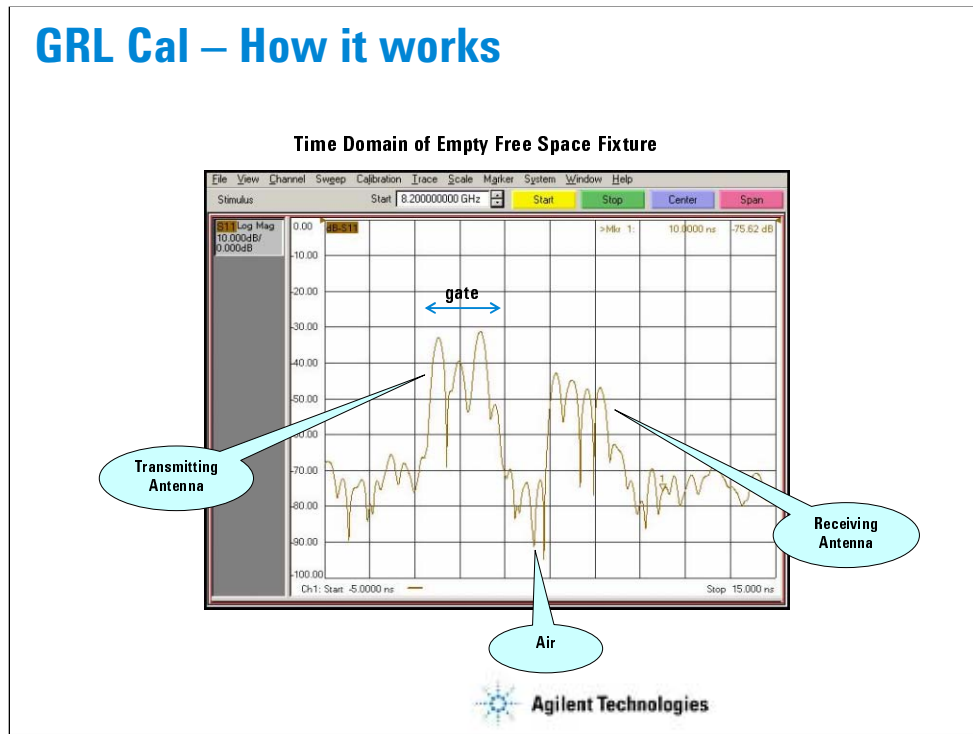 GRL Cal – How it works
Time Domain of Empty Free Space Fixture
File View Channel Sweep Calibration Trace Scale Marker System Window Help
Stimulus Start 8.200000000 GHz Start Stop Center Span
S11 Log Mag
10.000dB/
0.000dB
0.00 dB-S11 >Mkr 1: 10.0000 ns -75.62 dB
-10.00
-20.00
gate
-30.00
-40.00
-50.00
-60.00
Transmitting
Antenna
-70.00
1
-80.00
Receiving
Antenna
-90.00
-100.00
Ch1: Start -5.0000 ns Stop 15.000 ns
Air
Agilent Technologies